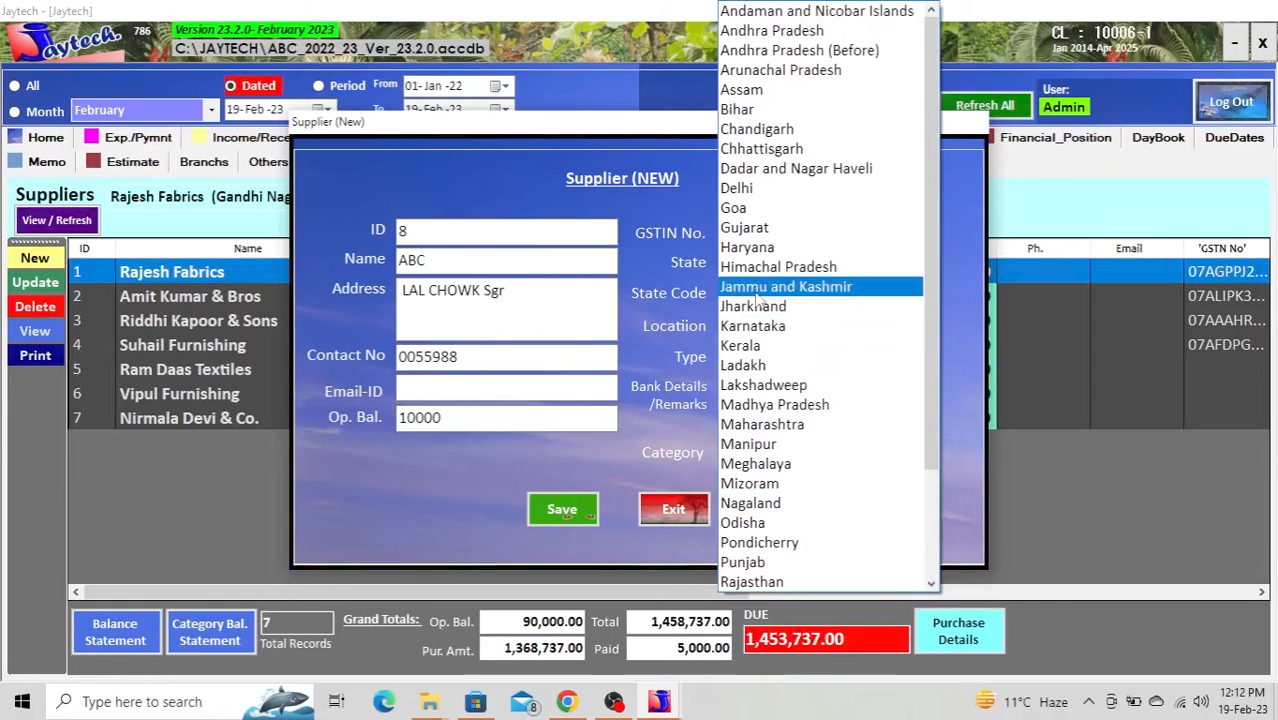 Jaytech - [Jaytech]
Jaytech.
786
Version 23.2.0- February 2023
C:\JAYTECH\ABC_2022_23_Ver_23.2.0.accdb
CL : 10006-1
Jan 2014-Apr 2025
-
X
All
Dated
Period
From
01- Jan -22
Month
February
19-Feb -23
To
19-Feb -23
Refresh All
User:
Admin
Log Out
Home
Exp./Pymnt
Financial_Position
DayBook
DueDates
Memo
Estimate
Branchs
Others
Suppliers
View / Refresh
ID
Name
Ph.
Email
'GSTN No'
New
Update
Delete
View
Print
1 Rajesh Fabrics 07AGPPJ2...
2 Amit Kumar & Bros 07ALIPK3...
3 Riddhi Kapoor & Sons 07AAAHR...
4 Suhail Furnishing 07AFDPG...
5 Ram Daas Textiles
6 Vipul Furnishing
7 Nirmala Devi & Co.
Supplier (New)
Supplier (NEW)
ID 8
Name ABC
Address LAL CHOWK Sgr
Contact No 0055988
Email-ID
Op. Bal. 10000
GSTIN No.
State
State Code
Locatiion
Type
Bank Details
/Remarks
Category
Save
Exit
Andaman and Nicobar Islands
Andhra Pradesh
Andhra Pradesh (Before)
Arunachal Pradesh
Assam
Bihar
Chandigarh
Chhattisgarh
Dadar and Nagar Haveli
Delhi
Goa
Gujarat
Haryana
Himachal Pradesh
Jammu and Kashmir
Jharkhand
Karnataka
Kerala
Ladakh
Lakshadweep
Madhya Pradesh
Maharashtra
Manipur
Meghalaya
Mizoram
Nagaland
Odisha
Pondicherry
Punjab
Rajasthan
Balance
Statement
Category Bal.
Statement
7
Total Records
Grand Totals:
Op. Bal. 90,000.00
Total 1,458,737.00
Pur. Amt. 1,368,737.00
Paid 5,000.00
DUE
1,453,737.00
Purchase
Details
Type here to search
8
11°C Haze
12:12 PM
19-Feb-23